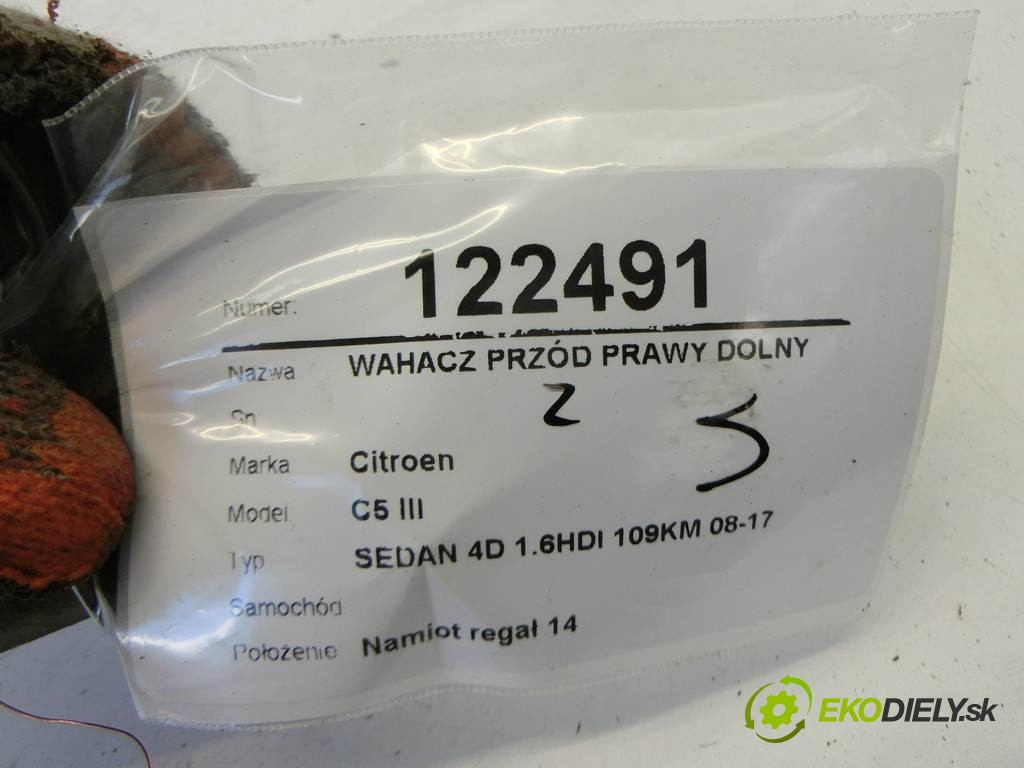 Numer: 122491
Nazwa WAHACZ PRZÓD PRAWY DOLNY
Sn 2
Marka Citroen
Model C5 III
Typ SEDAN 4D 1.6HDI 109KM 08-17
Samochód
Położenie Namiot regał 14
EKODIELY.sk